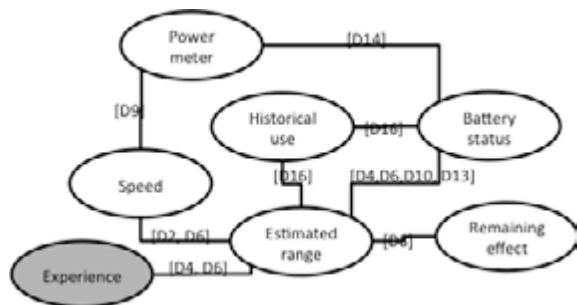 Power
meter
[D14]
[D9]
Historical
use
[D16]
Battery
status
Speed
[D16]
[D4,D6,D10, D13]
[D2, D6]
Estimated
range
Remaining
effect
Experience
[D4, D6]